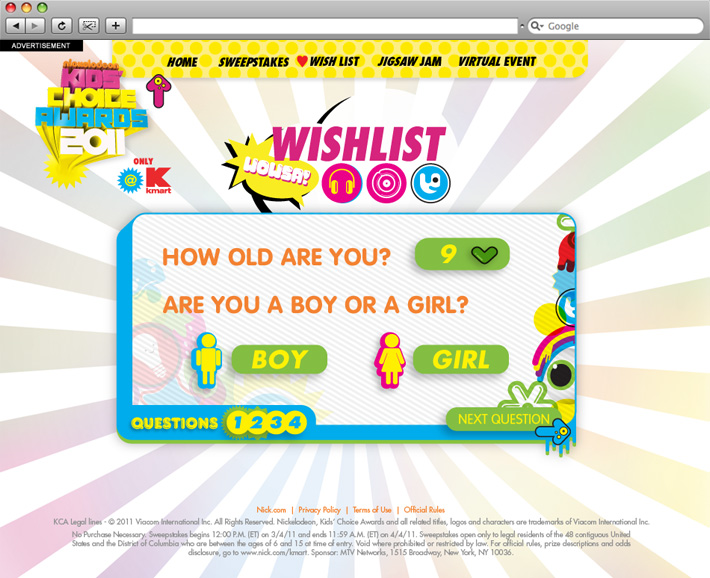 Google
ADVERTISEMENT
HOME SWEEPSTAKES WISH LIST JIGSAW JAM VIRTUAL EVENT
nickelodeon
KIDS'
CHOICE
AWARDS
2011
ONLY
@ K
kmart
WISHLIST
WOWSA!
HOW OLD ARE YOU? 9
ARE YOU A BOY OR A GIRL?
BOY GIRL
QUESTIONS 1 2 3 4
NEXT QUESTION
Nick.com | Privacy Policy | Terms of Use | Official Rules
KCA Legal lines - © 2011 Viacom International Inc. All Rights Reserved. Nickelodeon, Kids' Choice Awards and all related titles, logos and characters are trademarks of Viacom International Inc.
No Purchase Necessary. Sweepstakes begins 12:00 P.M. (ET) on 3/4/11 and ends 11:59 A.M. (ET) on 4/4/11. Sweepstakes open only to legal residents of the 48 contiguous United
States and the District of Columbia who are between the ages of 6 and 15 at time of entry. Void where prohibited or restricted by law. For official rules, prize descriptions and odds
disclosure, go to www.nick.com/kmart. Sponsor: MTV Networks, 1515 Broadway, New York, NY 10036.